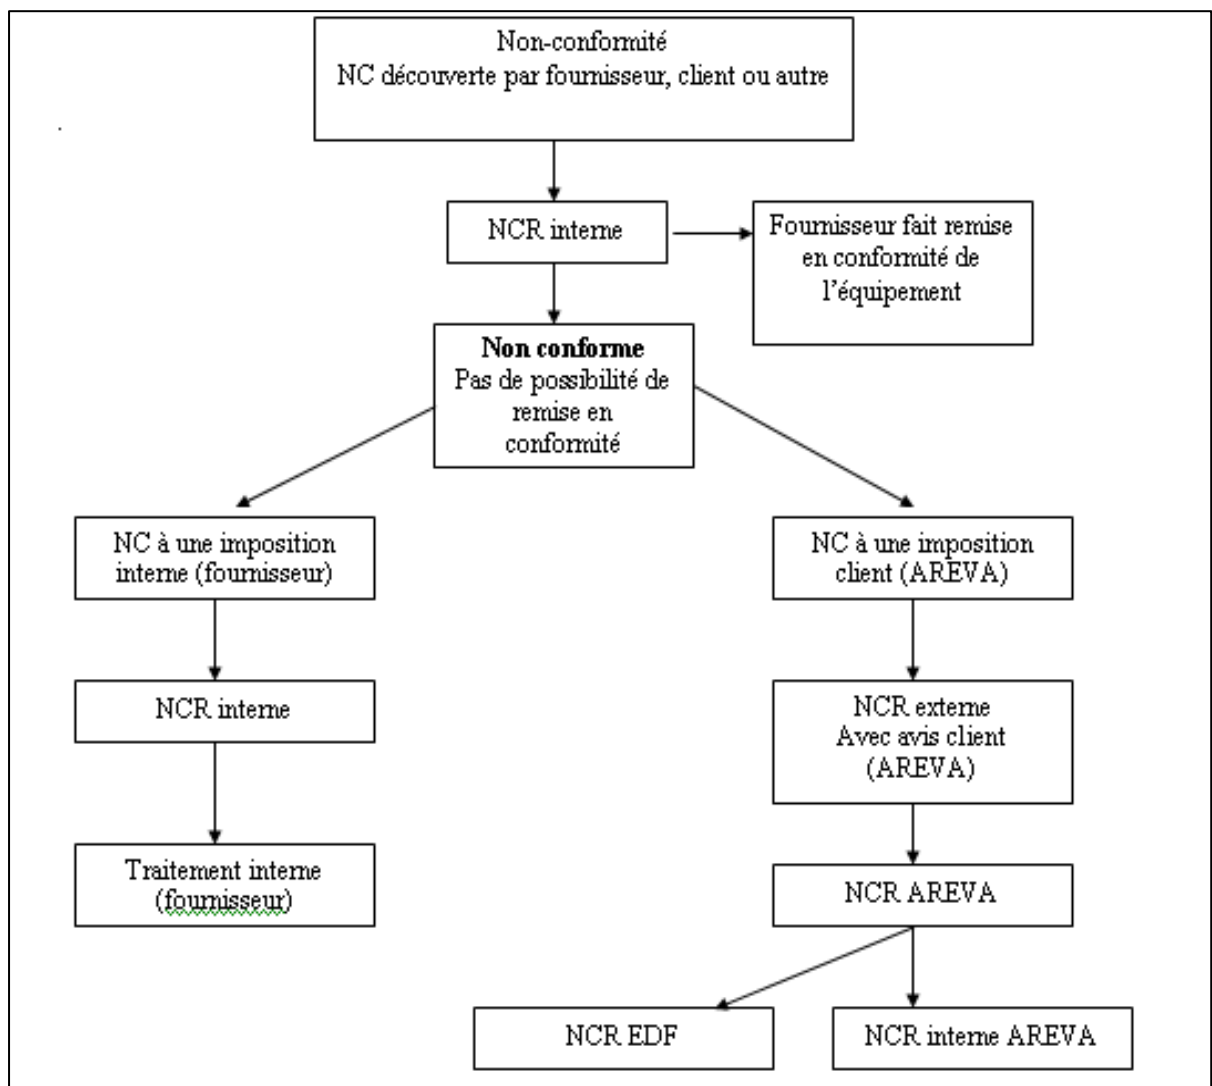 Non-conformité
NC découverte par fournisseur, client ou autre
NCR interne
Fournisseur fait remise
en conformité de
l'équipement
Non conforme
Pas de possibilité de
remise en
conformité
NC à une imposition
interne (fournisseur)
NC à une imposition
client (AREVA)
NCR interne
NCR externe
Avec avis client
(AREVA)
Traitement interne
(fournisseur)
NCR AREVA
NCR EDF
NCR interne AREVA